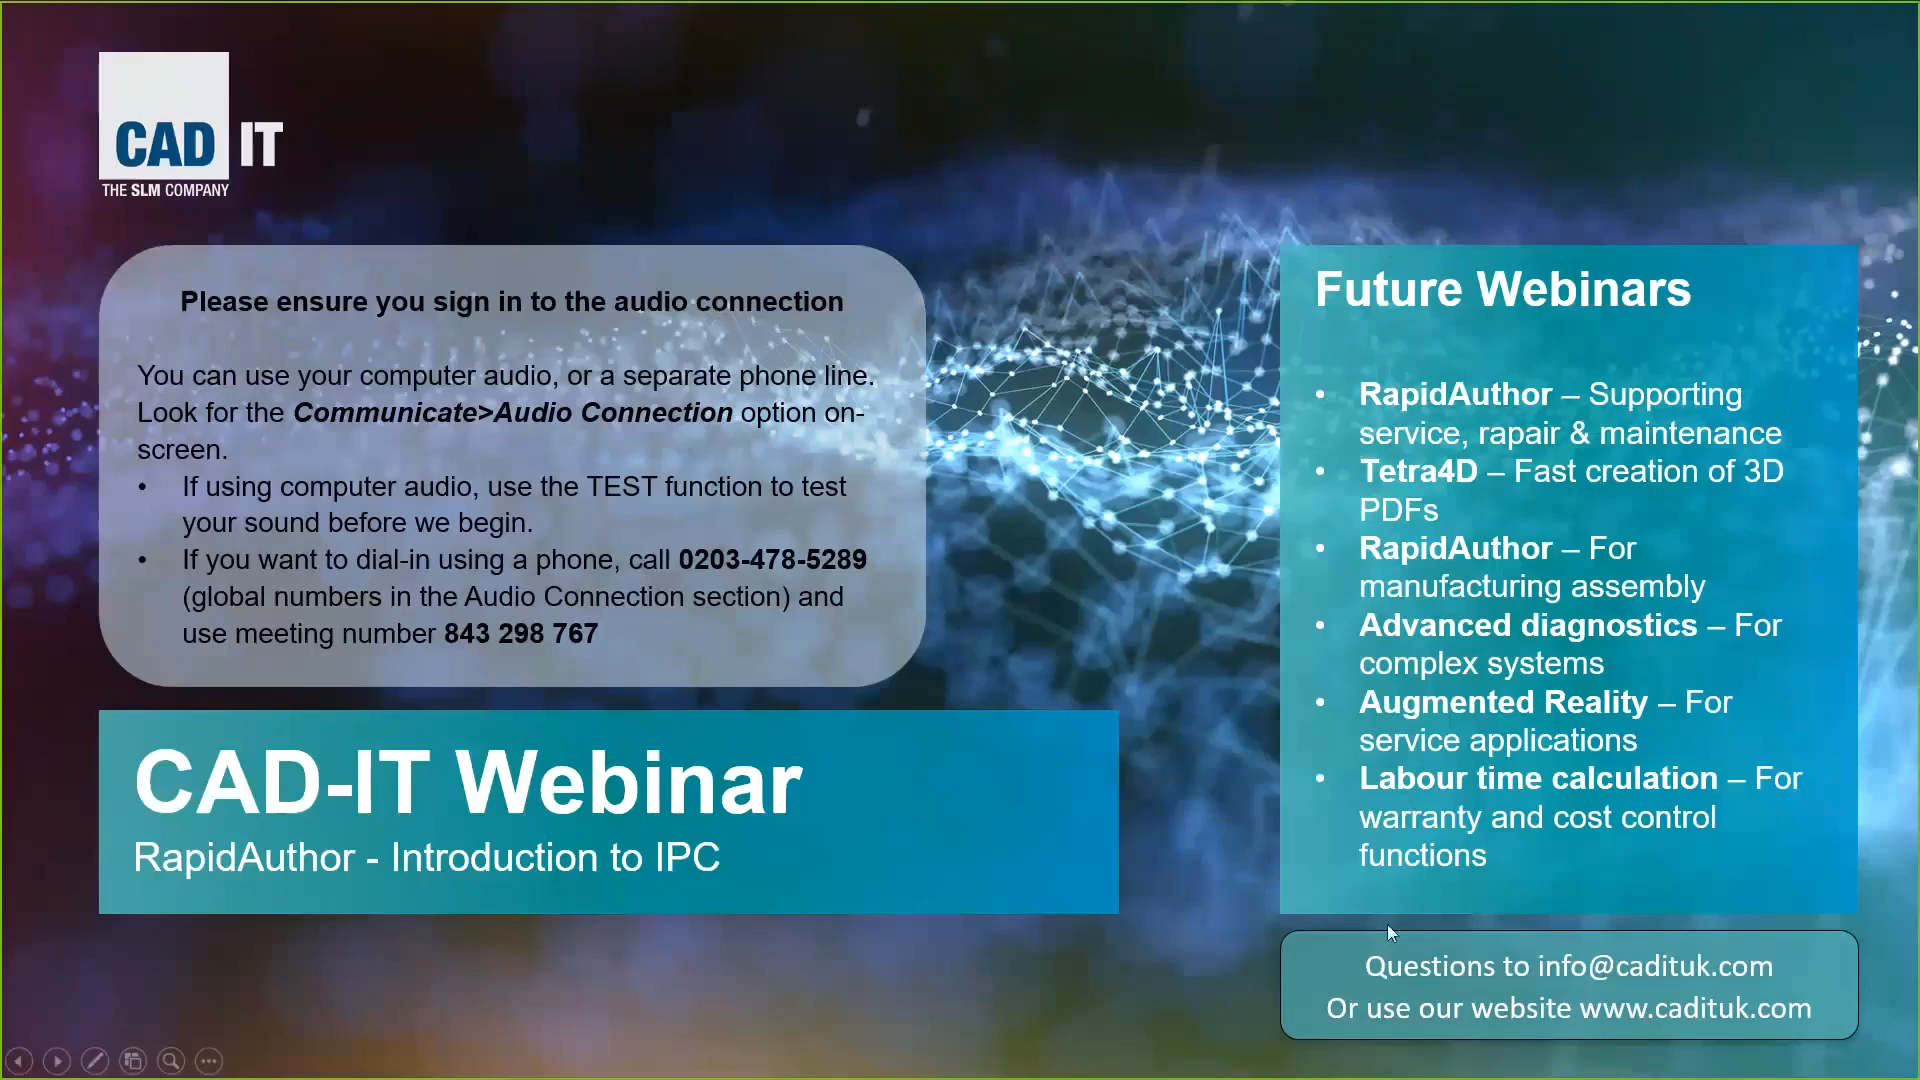 CAD IT
THE SLM COMPANY
Please ensure you sign in to the audio connection
You can use your computer audio, or a separate phone line.
Look for the Communicate>Audio Connection option on-
screen.
• If using computer audio, use the TEST function to test
your sound before we begin.
• If you want to dial-in using a phone, call 0203-478-5289
(global numbers in the Audio Connection section) and
use meeting number 843 298 767
CAD-IT Webinar
RapidAuthor - Introduction to IPC
Future Webinars
• RapidAuthor – Supporting
service, rapair & maintenance
• Tetra4D – Fast creation of 3D
PDFs
• RapidAuthor – For
manufacturing assembly
• Advanced diagnostics – For
complex systems
• Augmented Reality – For
service applications
• Labour time calculation – For
warranty and cost control
functions
Questions to info@cadituk.com
Or use our website www.cadituk.com